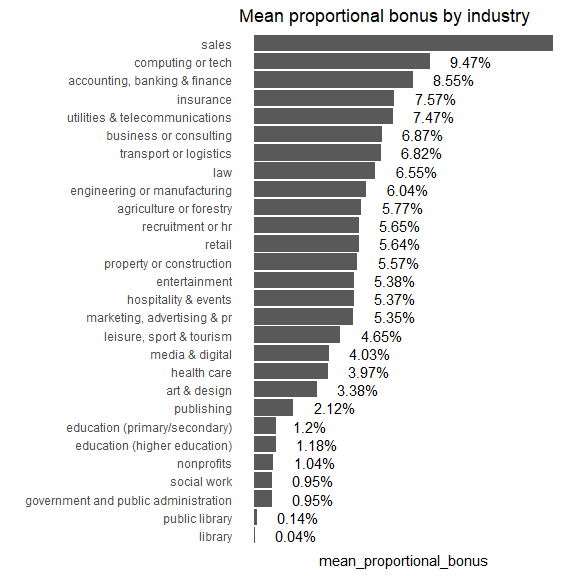 Mean proportional bonus by industry
sales
computing or tech 9.47%
accounting, banking & finance 8.55%
insurance 7.57%
utilities & telecommunications 7.47%
business or consulting 6.87%
transport or logistics 6.82%
law 6.55%
engineering or manufacturing 6.04%
agriculture or forestry 5.77%
recruitment or hr 5.65%
retail 5.64%
property or construction 5.57%
entertainment 5.38%
hospitality & events 5.37%
marketing, advertising & pr 5.35%
leisure, sport & tourism 4.65%
media & digital 4.03%
health care 3.97%
art & design 3.38%
publishing 2.12%
education (primary/secondary) 1.2%
education (higher education) 1.18%
nonprofits 1.04%
social work 0.95%
government and public administration 0.95%
public library 0.14%
library 0.04%
mean_proportional_bonus